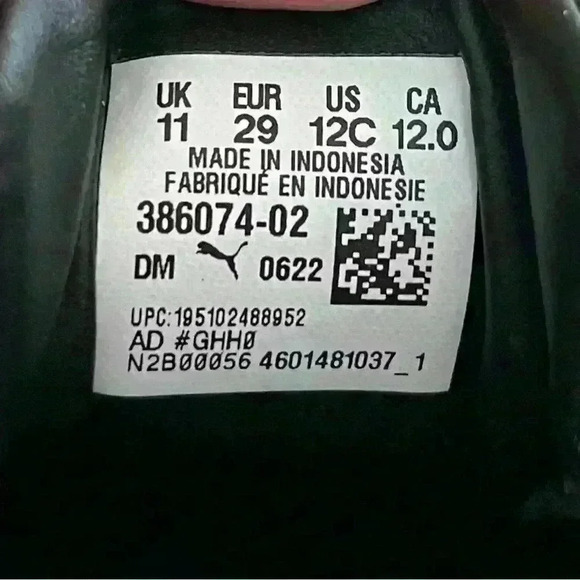 UK EUR US CA
11 29 12C 12.0
MADE IN INDONESIA
FABRIQUÉ EN INDONESIE
386074-02
DM 0622
UPC:195102488952
AD #GHH0
N2B00056 4601481037_1